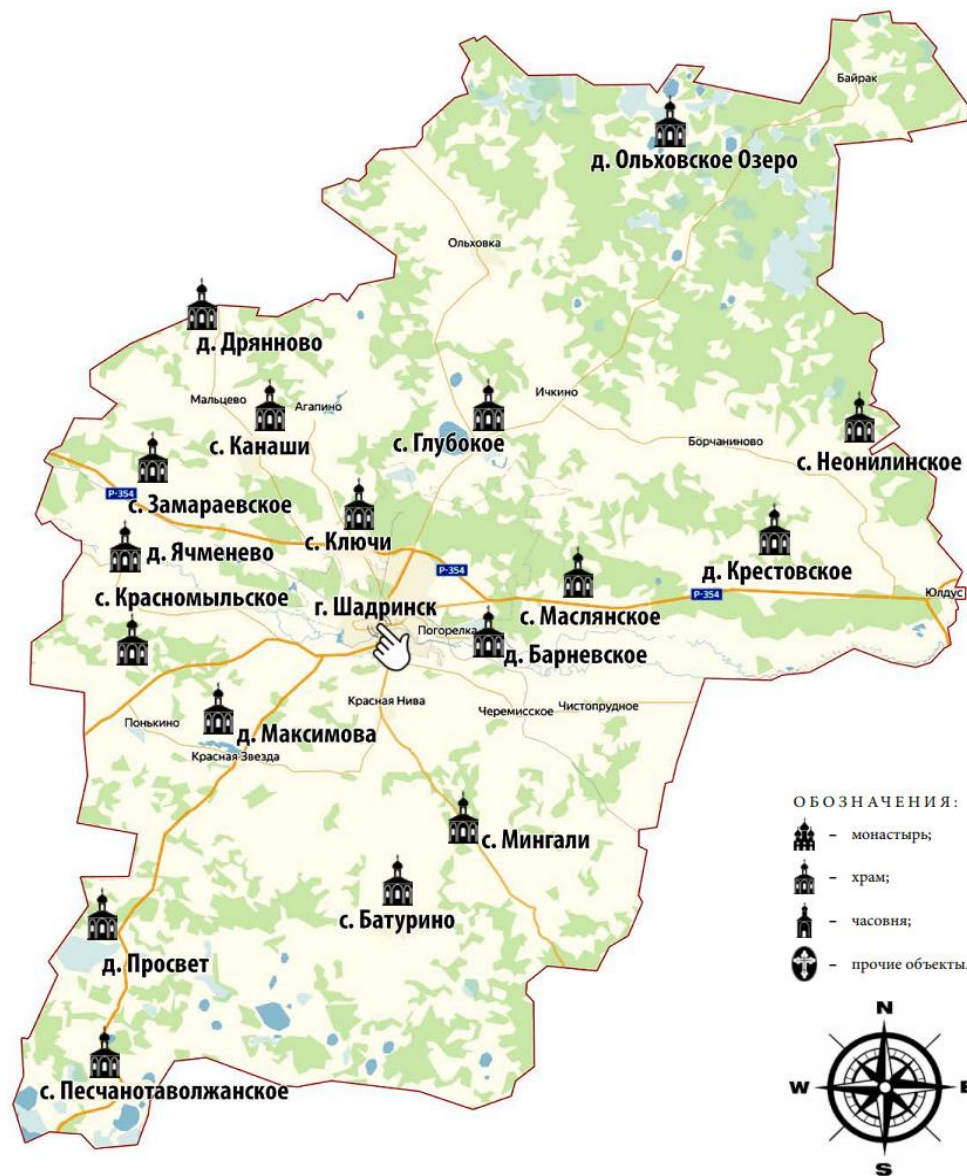 Байрак
д. Ольховское Озеро
Ольховка
д. Дрянново
Мальцево
Агапино
Ичкино
с. Канаши
с. Глубокое
Борчаниново
с. Неонилинское
Р-354
с. Замараевское
с. Ключи
д. Ячменево
Р-354
д. Крестовское
Р-354
Юлдус
с. Красномыльское
г. Шадринск
с. Маслянское
Погорелка
д. Барневское
Красная Нива
Черемисское
Чистопрудное
Понькино
д. Максимова
Красная Звезда
с. Мингали
с. Батурино
д. Просвет
с. Песчанотаволжанское
ОБОЗНАЧЕНИЯ:
– монастырь;
– храм;
– часовня;
– прочие объекты.
N
W
E
S